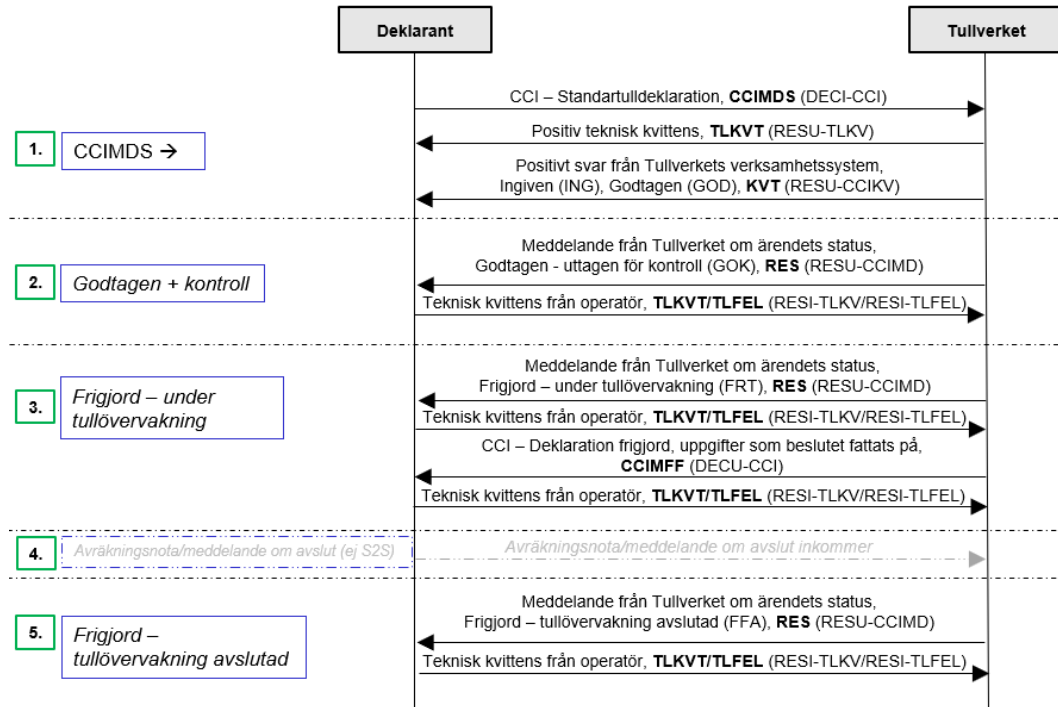 Deklarant
Tullverket
CCI – Standartulldeklaration, CCIMDS (DECI-CCI)
1.
CCIMDS →
Positiv teknisk kvittens, TLKVT (RESU-TLKV)
Positivt svar från Tullverkets verksamhetssystem,
Ingiven (ING), Godtagen (GOD), KVT (RESU-CCIKV)
2.
Godtagen + kontroll
Meddelande från Tullverket om ärendets status,
Godtagen - uttagen för kontroll (GOK), RES (RESU-CCIMD)
Teknisk kvittens från operatör, TLKVT/TLFEL (RESI-TLKV/RESI-TLFEL)
3.
Frigjord – under
tullövervakning
Meddelande från Tullverket om ärendets status,
Frigjord – under tullövervakning (FRT), RES (RESU-CCIMD)
Teknisk kvittens från operatör, TLKVT/TLFEL (RESI-TLKV/RESI-TLFEL)
CCI – Deklaration frigjord, uppgifter som beslutet fattats på,
CCIMFF (DECU-CCI)
Teknisk kvittens från operatör, TLKVT/TLFEL (RESI-TLKV/RESI-TLFEL)
4.
Avräkningsnota/meddelande om avslut (ej S2S)
Avräkningsnota/meddelande om avslut inkommer
5.
Frigjord –
tullövervakning avslutad
Meddelande från Tullverket om ärendets status,
Frigjord – tullövervakning avslutad (FFA), RES (RESU-CCIMD)
Teknisk kvittens från operatör, TLKVT/TLFEL (RESI-TLKV/RESI-TLFEL)